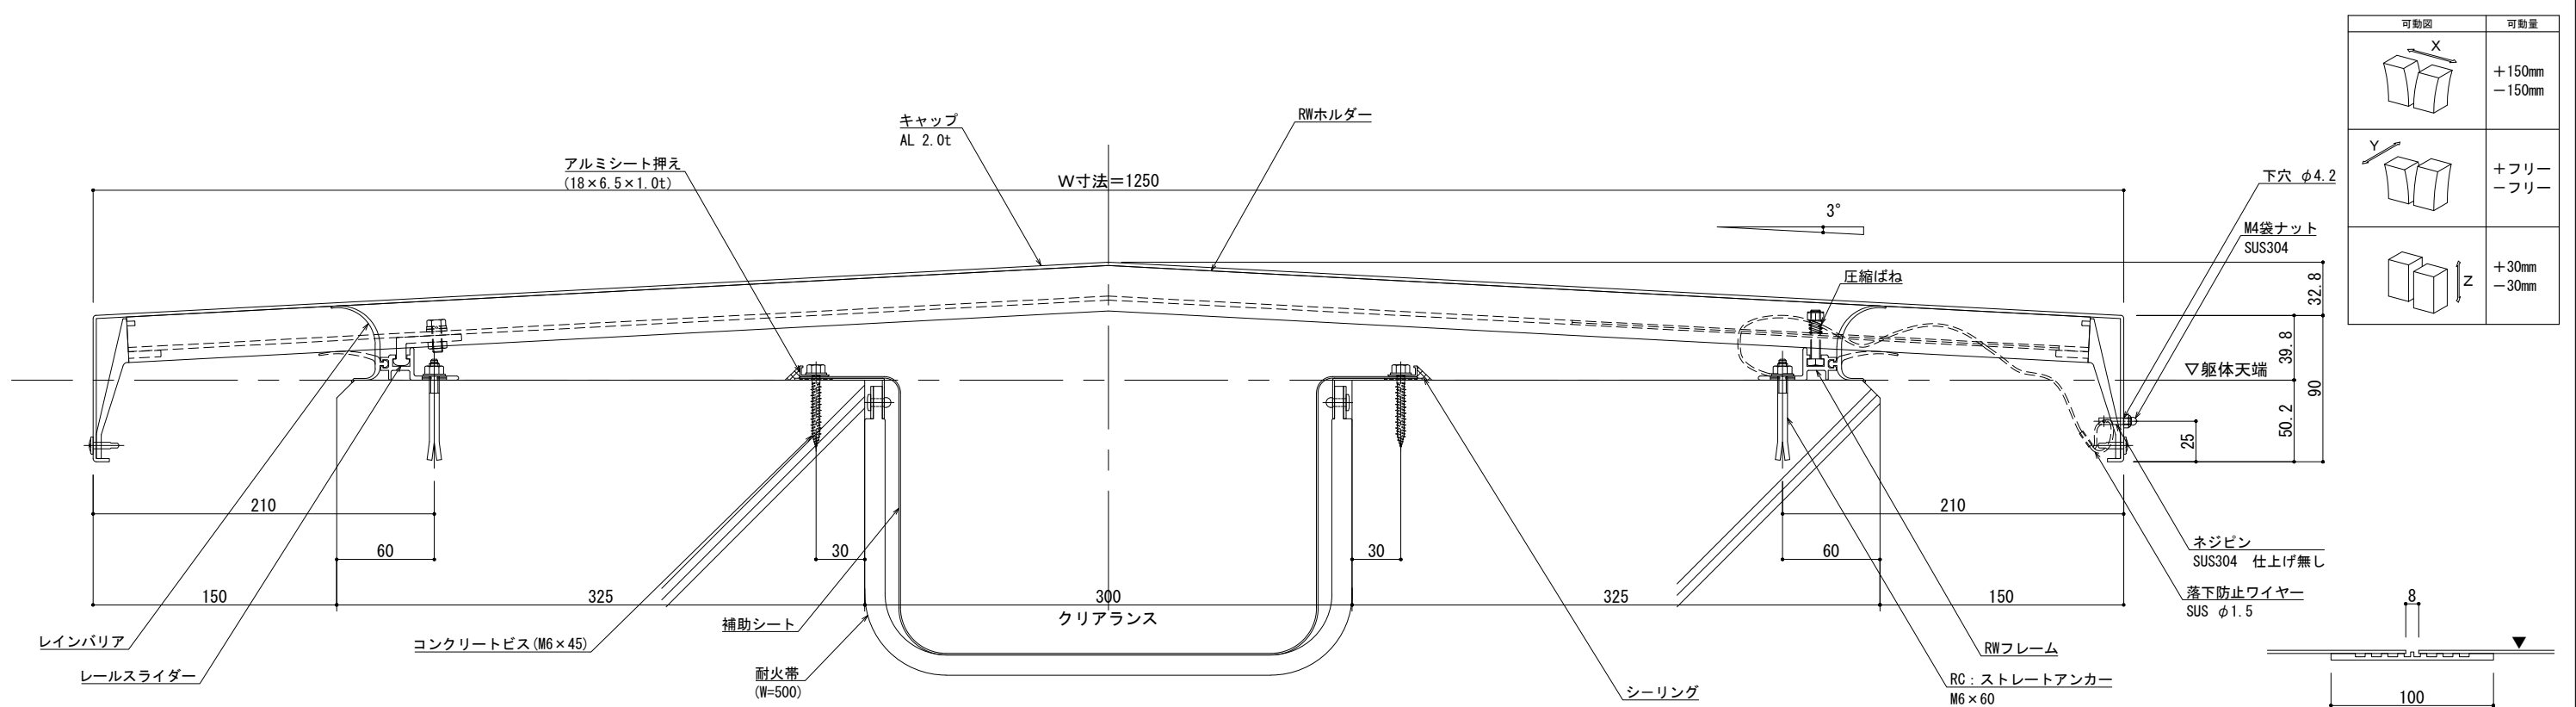 可動図 可動量
X
+150mm
−150mm
Y
+フリー
−フリー
Z
+30mm
−30mm
キャップ
AL 2.0t
RWホルダー
アルミシート押え
(18×6.5×1.0t)
W寸法=1250
3°
下穴 φ4.2
M4袋ナット
SUS304
圧縮ばね
32.8
39.8
▽躯体天端
90
50.2
25
210
210
60
30
30
60
ネジピン
SUS304 仕上げ無し
150
325
300
325
150
クリアランス
落下防止ワイヤー
SUS φ1.5
8
レインバリア
コンクリートビス(M6×45)
補助シート
レールスライダー
耐火帯
(W=500)
シーリング
RWフレーム
RC：ストレートアンカー
M6×60
▼
100